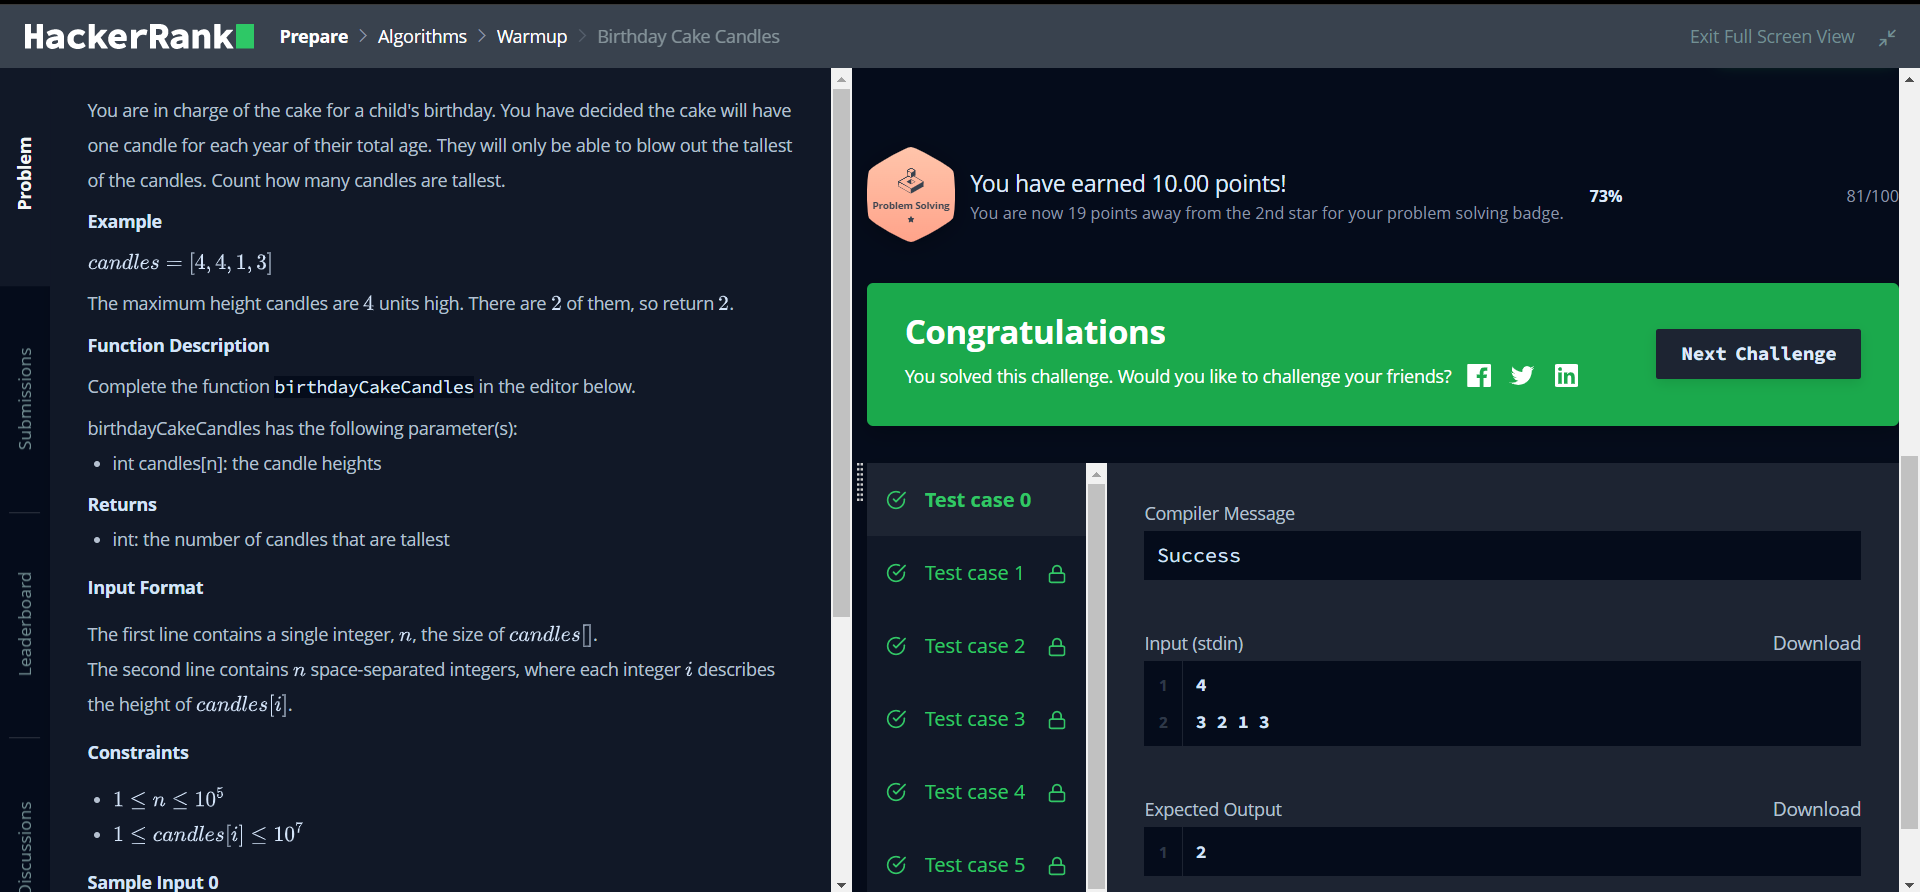 HackerRank
Prepare > Algorithms > Warmup > Birthday Cake Candles
Exit Full Screen View
Problem
Submissions
Leaderboard
Discussions
You are in charge of the cake for a child's birthday. You have decided the cake will have
one candle for each year of their total age. They will only be able to blow out the tallest
of the candles. Count how many candles are tallest.
Example
candles = [4, 4, 1, 3]
The maximum height candles are 4 units high. There are 2 of them, so return 2.
Function Description
Complete the function birthdayCakeCandles in the editor below.
birthdayCakeCandles has the following parameter(s):
• int candles[n]: the candle heights
Returns
• int: the number of candles that are tallest
Input Format
The first line contains a single integer, n, the size of candles[].
The second line contains n space-separated integers, where each integer i describes
the height of candles[i].
Constraints
• 1 ≤ n ≤ 10^5
• 1 ≤ candles[i] ≤ 10^7
Sample Input 0
Problem Solving
You have earned 10.00 points!
You are now 19 points away from the 2nd star for your problem solving badge.
73%
81/100
Congratulations
You solved this challenge. Would you like to challenge your friends?
Next Challenge
Test case 0
Test case 1
Test case 2
Test case 3
Test case 4
Test case 5
Compiler Message
Success
Input (stdin)
Download
1 4
2 3 2 1 3
Expected Output
Download
1 2